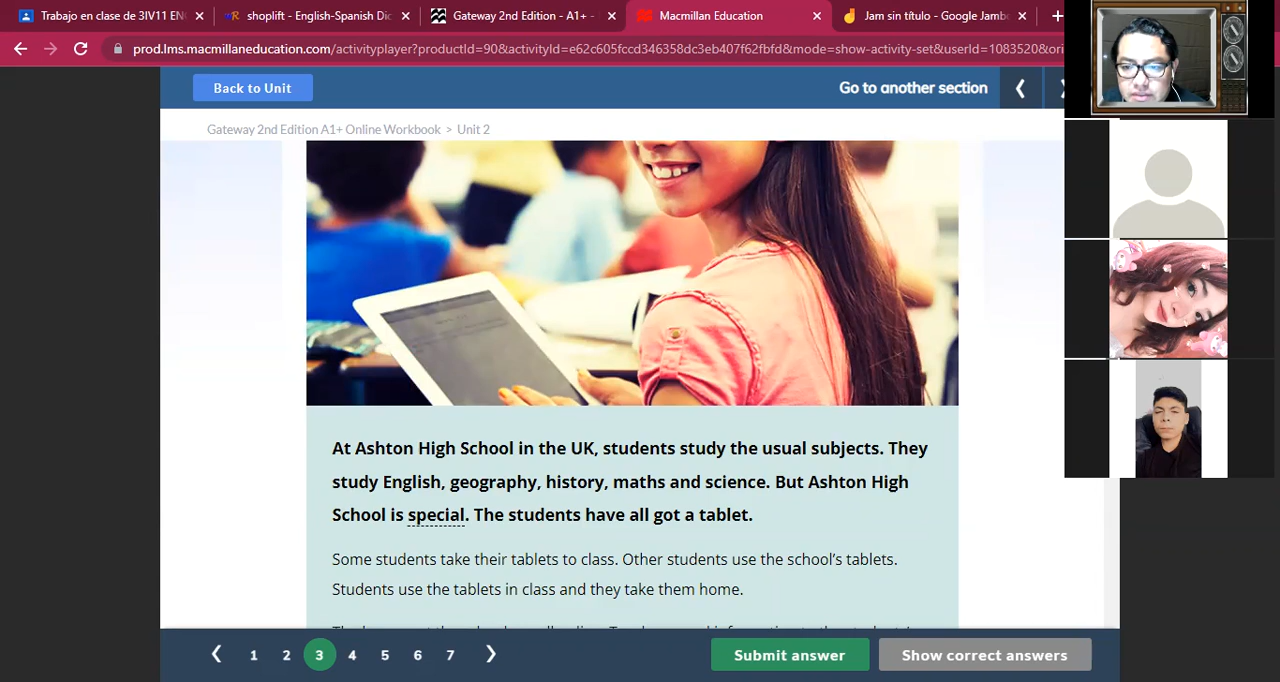 Trabajo en clase de 3IV11 EN
shoplift - English-Spanish Dic
Gateway 2nd Edition - A1+ -
Macmillan Education
Jam sin título - Google Jambo
prod.lms.macmillaneducation.com/activityplayer?productId=90&activityId=e62c605fccd346358dc3eb407f62fbfd&mode=show-activity-set&userId=1083520&ori
Back to Unit
Go to another section
Gateway 2nd Edition A1+ Online Workbook > Unit 2
At Ashton High School in the UK, students study the usual subjects. They
study English, geography, history, maths and science. But Ashton High
School is special. The students have all got a tablet.
Some students take their tablets to class. Other students use the school's tablets.
Students use the tablets in class and they take them home.
1 2 3 4 5 6 7
Submit answer
Show correct answers